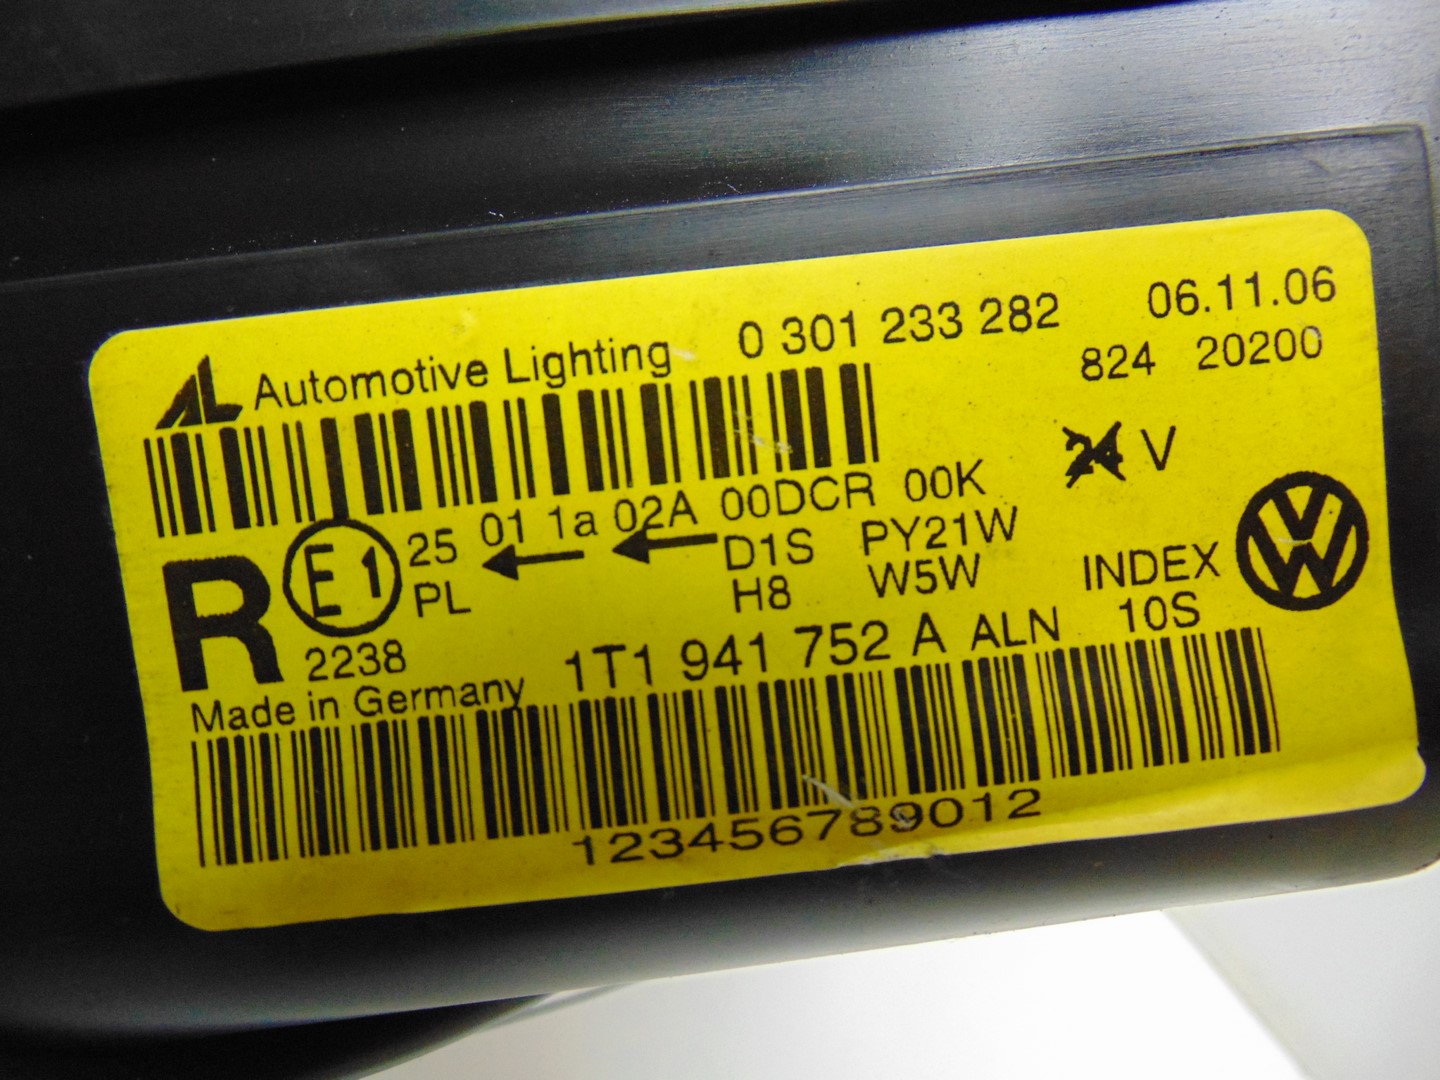 AL Automotive Lighting 0 301 233 282 06.11.06
824 20200
24 V
25 01 1a 02A 00DCR 00K
R E1 PL D1S PY21W
H8 W5W INDEX
2238 1T1 941 752 A ALN 10S
Made in Germany
123456789012